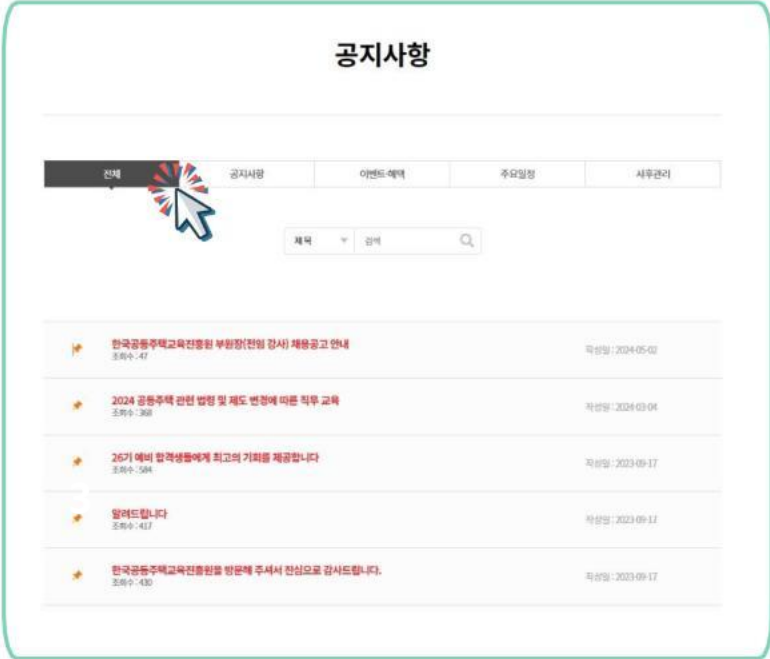 공지사항
전체 공지사항 이벤트·혜택 주요일정 사후관리
제목 검색
한국공동주택교육진흥원 부원장(전임 강사) 채용공고 안내
조회수 : 47
작성일 : 2024-05-02
2024 공동주택 관련 법령 및 제도 변경에 따른 직무 교육
조회수 : 368
작성일 : 2024-03-04
26기 예비 합격생들에게 최고의 기회를 제공합니다
조회수 : 584
작성일 : 2023-09-17
3
알려드립니다
조회수 : 417
작성일 : 2023-09-17
한국공동주택교육진흥원을 방문해 주셔서 진심으로 감사드립니다.
조회수 : 430
작성일 : 2023-09-17